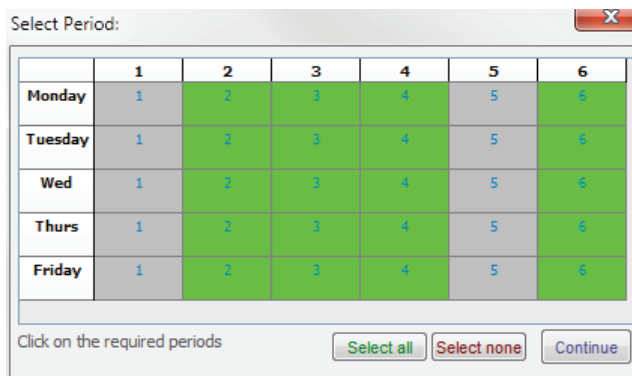 Select Period:
X
1 2 3 4 5 6
Monday 1 2 3 4 5 6
Tuesday 1 2 3 4 5 6
Wed 1 2 3 4 5 6
Thurs 1 2 3 4 5 6
Friday 1 2 3 4 5 6
Click on the required periods Select all Select none Continue